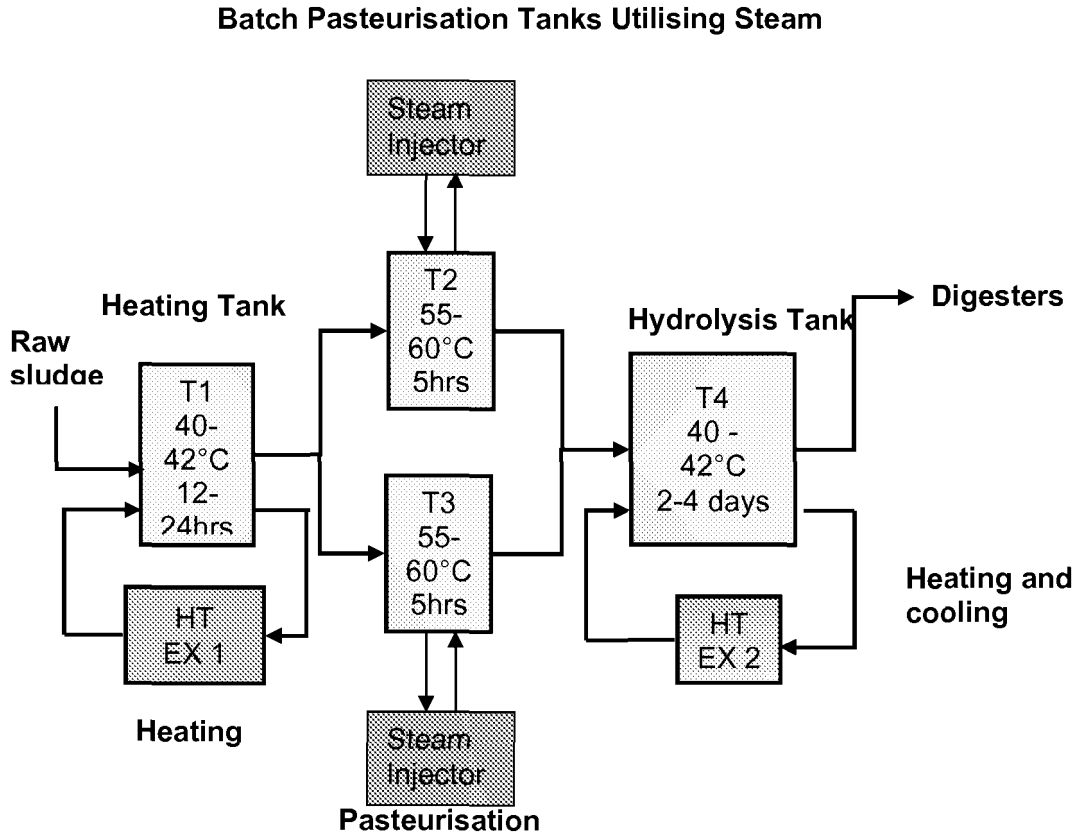 Batch Pasteurisation Tanks Utilising Steam
Steam
Injector
Heating Tank
Raw
sludge
T1
40-
42°C
12-
24hrs
HT
EX 1
Heating
T2
55-
60°C
5hrs
T3
55-
60°C
5hrs
Steam
Injector
Pasteurisation
Hydrolysis Tank
T4
40 -
42°C
2-4 days
HT
EX 2
Digesters
Heating and
cooling